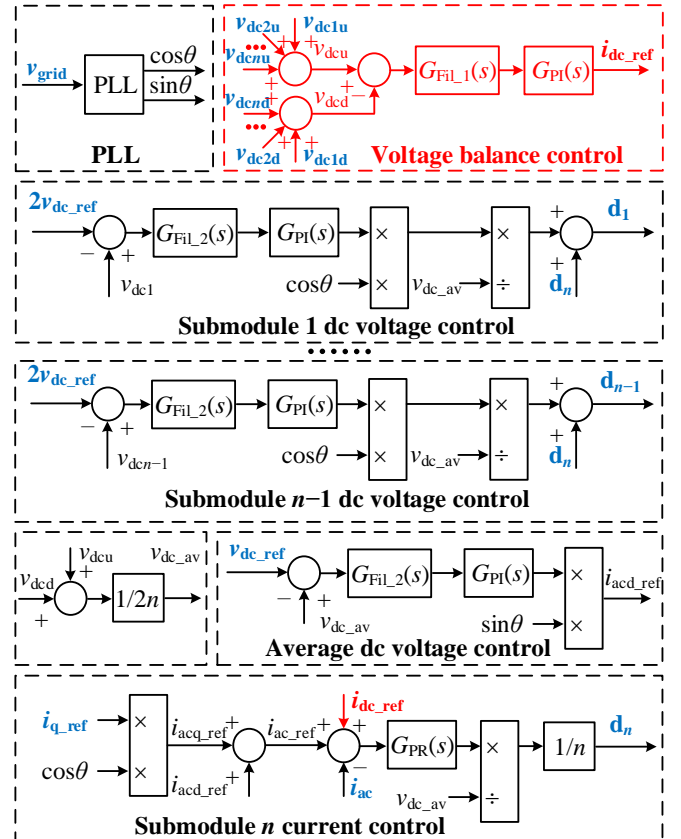 v_grid
PLL
cosθ
sinθ
PLL
v_dc2u
v_dc1u
•••
v_dcnu
+
+
+
v_dcu
+
−
G_Fil_1(s)
G_PI(s)
i_dc_ref
v_dcnd
+
v_dcd
•••
+
+
v_dc2d
v_dc1d
Voltage balance control
2v_dc_ref
−
+
v_dc1
G_Fil_2(s)
G_PI(s)
×
cosθ
×
×
v_dc_av
÷
+
+
d_n
d_1
Submodule 1 dc voltage control
••••••
2v_dc_ref
−
+
v_dcn−1
G_Fil_2(s)
G_PI(s)
×
cosθ
×
×
v_dc_av
÷
+
+
d_n
d_n−1
Submodule n−1 dc voltage control
v_dcu
v_dc_av
v_dcd
+
+
1/2n
v_dc_ref
−
+
v_dc_av
G_Fil_2(s)
G_PI(s)
×
sinθ
×
i_acd_ref
Average dc voltage control
i_q_ref
×
cosθ
×
i_acq_ref
+
i_acd_ref
+
i_ac_ref
+
i_dc_ref
+
−
i_ac
G_PR(s)
×
v_dc_av
÷
1/n
d_n
Submodule n current control